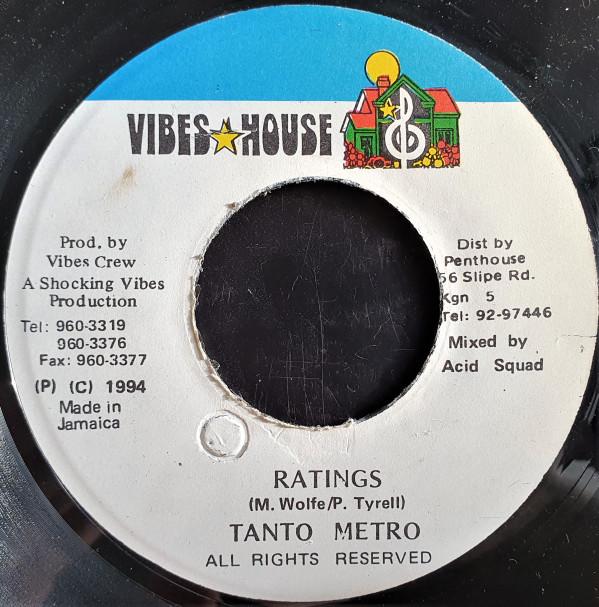 VIBES HOUSE
Prod. by
Vibes Crew
A Shocking Vibes
Production
Tel: 960-3319
960-3376
Fax: 960-3377
(P) (C) 1994
Made in
Jamaica
Dist by
Penthouse
56 Slipe Rd.
Kgn 5
Tel: 92-97446
Mixed by
Acid Squad
RATINGS
(M. Wolfe/P. Tyrell)
TANTO METRO
ALL RIGHTS RESERVED